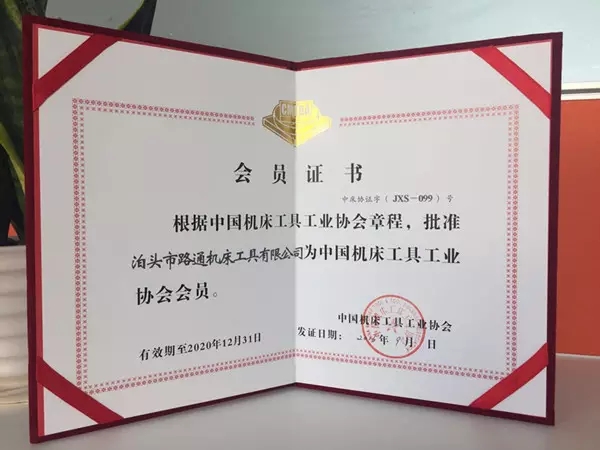 会员证书
中床协证字（JXS-099）号
根据中国机床工具工业协会章程，批准
泊头市路通机床工具有限公司为中国机床工具工业
协会会员。
中国机床工具工业协会
有效期至2020年12月31日
发证日期： 年 月 日